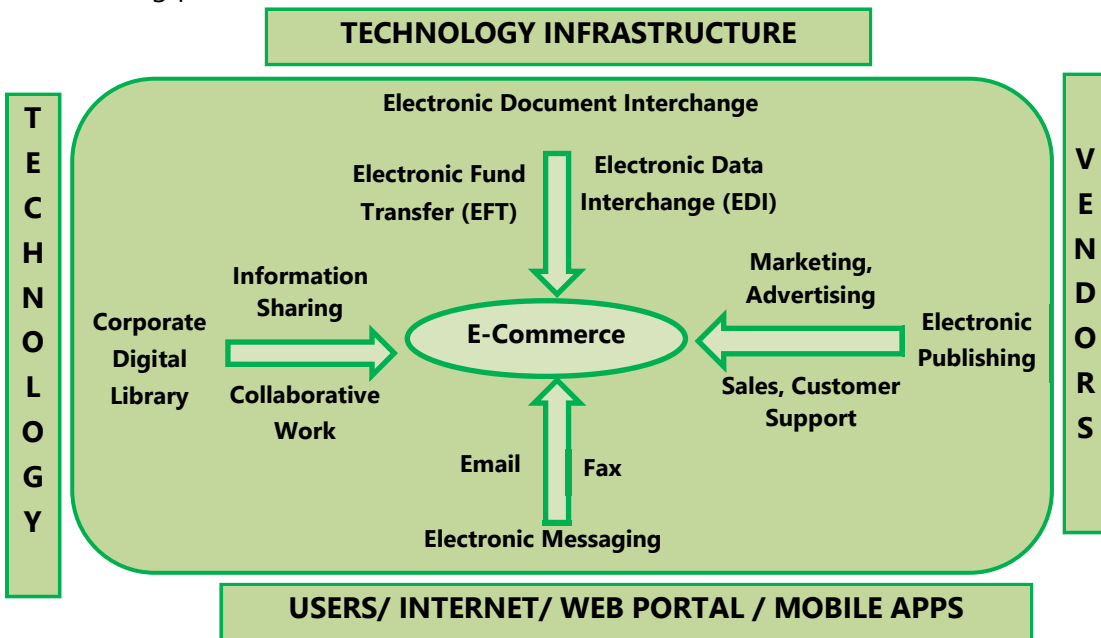 TECHNOLOGY INFRASTRUCTURE
TECHNOLOGY
Electronic Document Interchange
Electronic Fund
Transfer (EFT)
Electronic Data
Interchange (EDI)
Information
Sharing
Corporate
Digital
Library
Collaborative
Work
E-Commerce
Marketing,
Advertising
Electronic
Publishing
Sales, Customer
Support
Email
Fax
Electronic Messaging
VENDORS
USERS/ INTERNET/ WEB PORTAL / MOBILE APPS